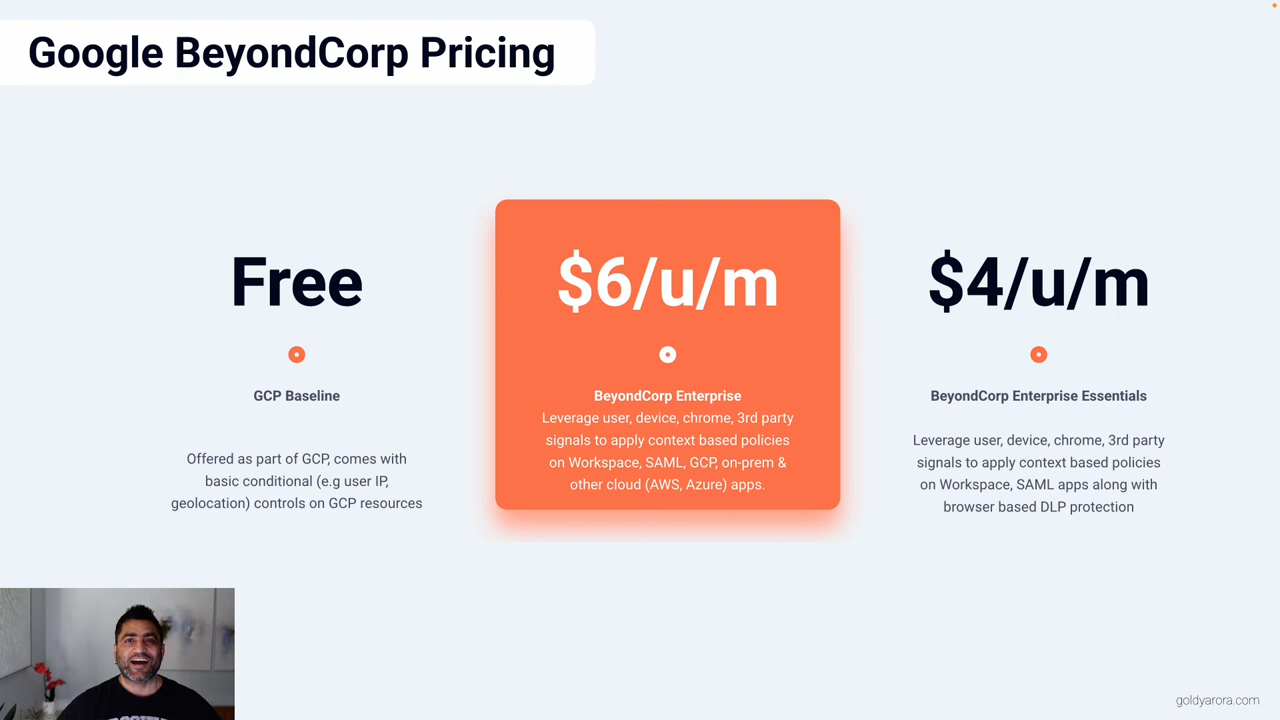 Google BeyondCorp Pricing
Free
GCP Baseline
Offered as part of GCP, comes with
basic conditional (e.g user IP,
geolocation) controls on GCP resources
$6/u/m
BeyondCorp Enterprise
Leverage user, device, chrome, 3rd party
signals to apply context based policies
on Workspace, SAML, GCP, on-prem &
other cloud (AWS, Azure) apps.
$4/u/m
BeyondCorp Enterprise Essentials
Leverage user, device, chrome, 3rd party
signals to apply context based policies
on Workspace, SAML apps along with
browser based DLP protection
goldyarora.com